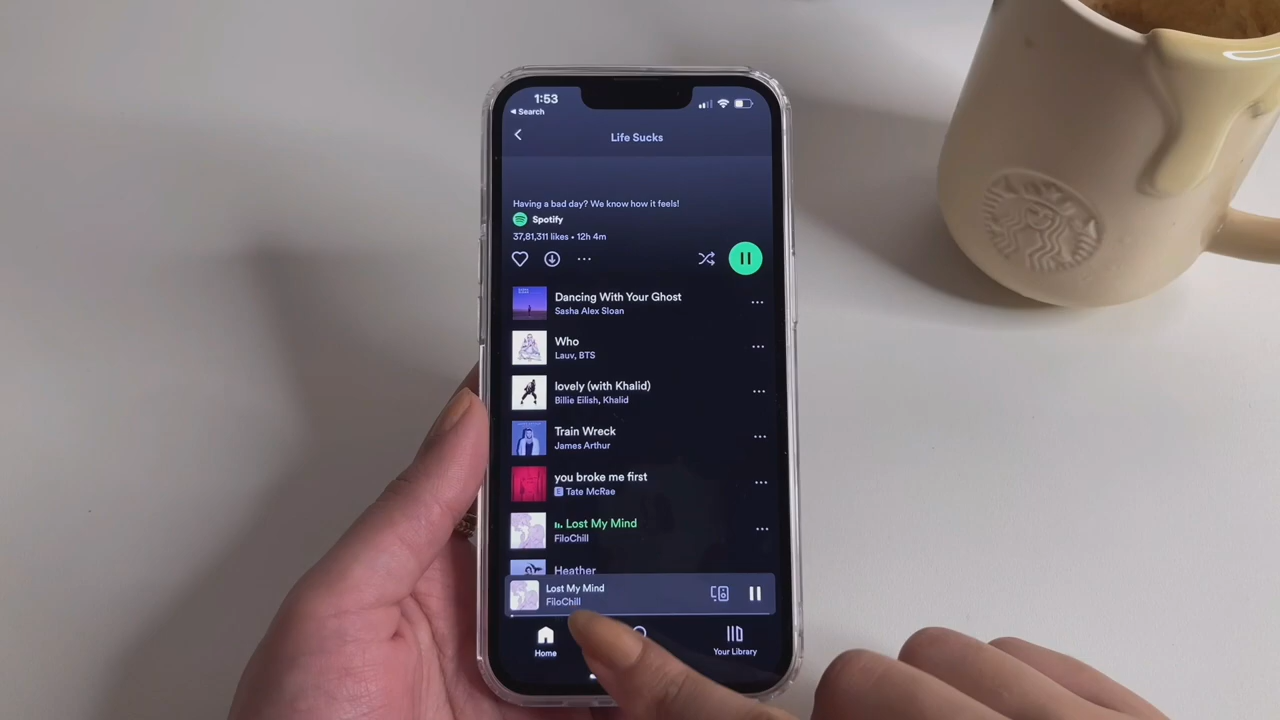 1:53
◀ Search
Life Sucks
Having a bad day? We know how it feels!
Spotify
37,81,311 likes • 12h 4m
Dancing With Your Ghost
Sasha Alex Sloan
Who
Lauv, BTS
lovely (with Khalid)
Billie Eilish, Khalid
Train Wreck
James Arthur
you broke me first
E Tate McRae
Lost My Mind
FiloChill
Heather
Lost My Mind
FiloChill
Home
Your Library